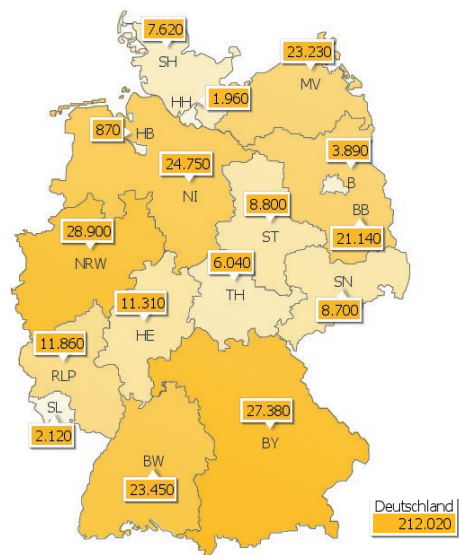 7.620
SH
23.230
MV
HH
1.960
870
HB
3.890
B
24.750
NI
8.800
ST
BB
21.140
28.900
NRW
6.040
TH
SN
8.700
11.310
HE
11.860
RLP
SL
2.120
27.380
BY
BW
23.450
Deutschland
212.020